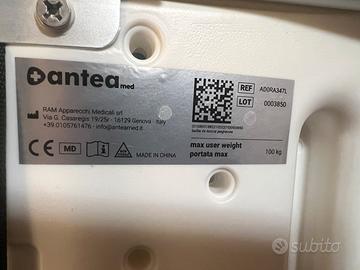 antea med
REF ADORA347L
LOT 0003850
RAM Apparecchi Medicali srl
Via G. Casaregis 19/25r - 16129 Genova - Italy
+39.0105761476 - info@anteamed.it
CE MD MADE IN CHINA
max user weight
portata max 100 kg
subito